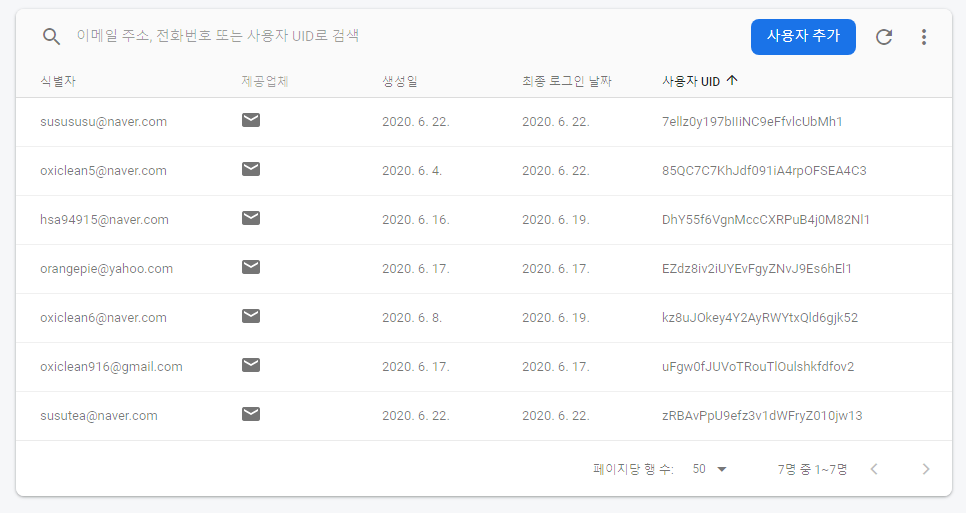 이메일 주소, 전화번호 또는 사용자 UID로 검색 사용자 추가
식별자 제공업체 생성일 최종 로그인 날짜 사용자 UID
susususu@naver.com 2020. 6. 22. 2020. 6. 22. 7eIlz0y197bIIiNC9eFfvlcUbMh1
oxiclean5@naver.com 2020. 6. 4. 2020. 6. 22. 85QC7C7KhJdf091iA4rpOFSEA4C3
hsa94915@naver.com 2020. 6. 16. 2020. 6. 19. DhY55f6VgnMccCXRPuB4j0M82Nl1
orangepie@yahoo.com 2020. 6. 17. 2020. 6. 17. EZdz8iv2iUYEvFgyZNvJ9Es6hEl1
oxiclean6@naver.com 2020. 6. 8. 2020. 6. 19. kz8uJOkey4Y2AyRWYtxQld6gjk52
oxiclean916@gmail.com 2020. 6. 17. 2020. 6. 17. uFgw0fJUVoTRouTlOulshkfdfov2
susutea@naver.com 2020. 6. 22. 2020. 6. 22. zRBAvPpU9efz3v1dWFryZ010jw13
페이지당 행 수: 50 7명 중 1~7명